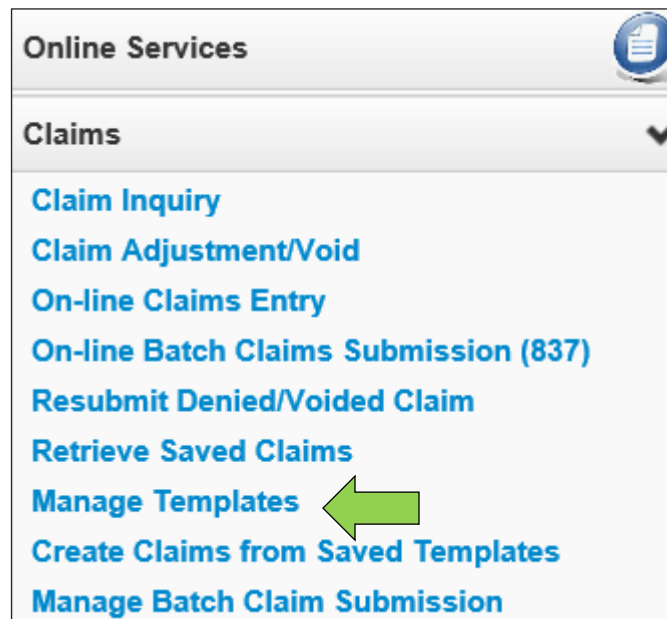 Online Services
Claims
Claim Inquiry
Claim Adjustment/Void
On-line Claims Entry
On-line Batch Claims Submission (837)
Resubmit Denied/Voided Claim
Retrieve Saved Claims
Manage Templates
Create Claims from Saved Templates
Manage Batch Claim Submission